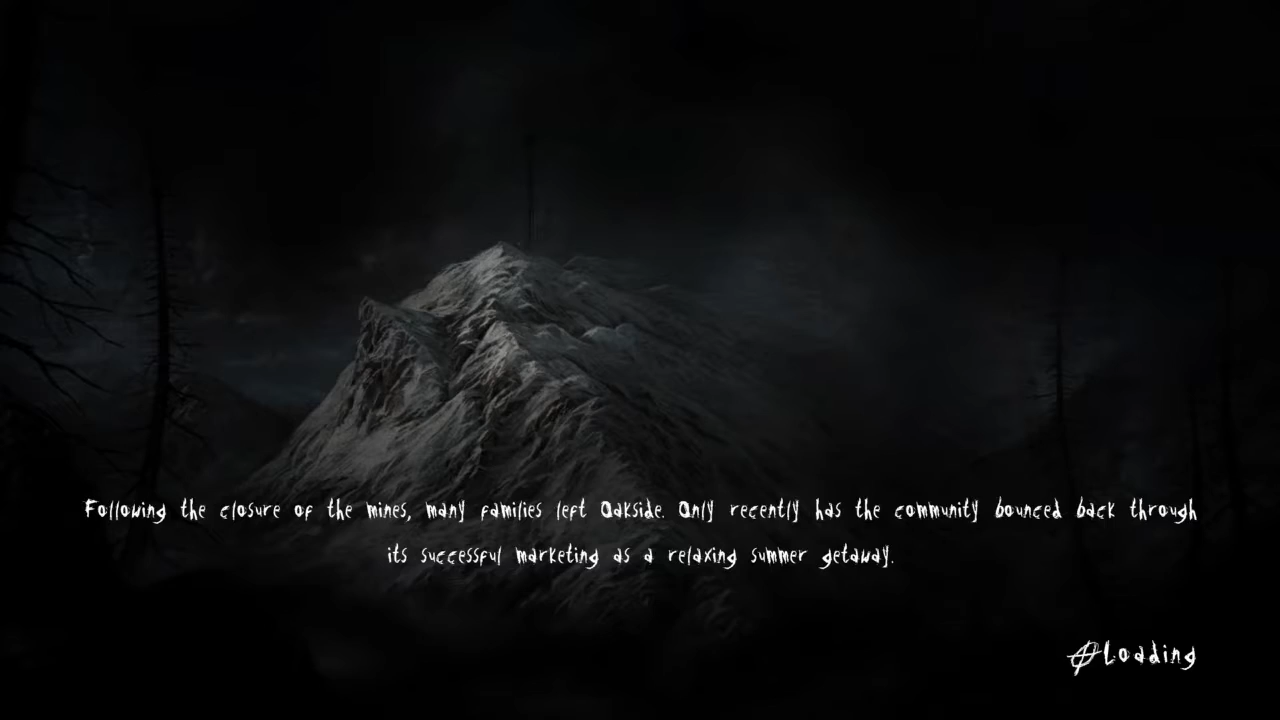 Following the closure of the mines, many families left Oakside. Only recently has the community bounced back through
its successful marketing as a relaxing summer getaway.
Loading